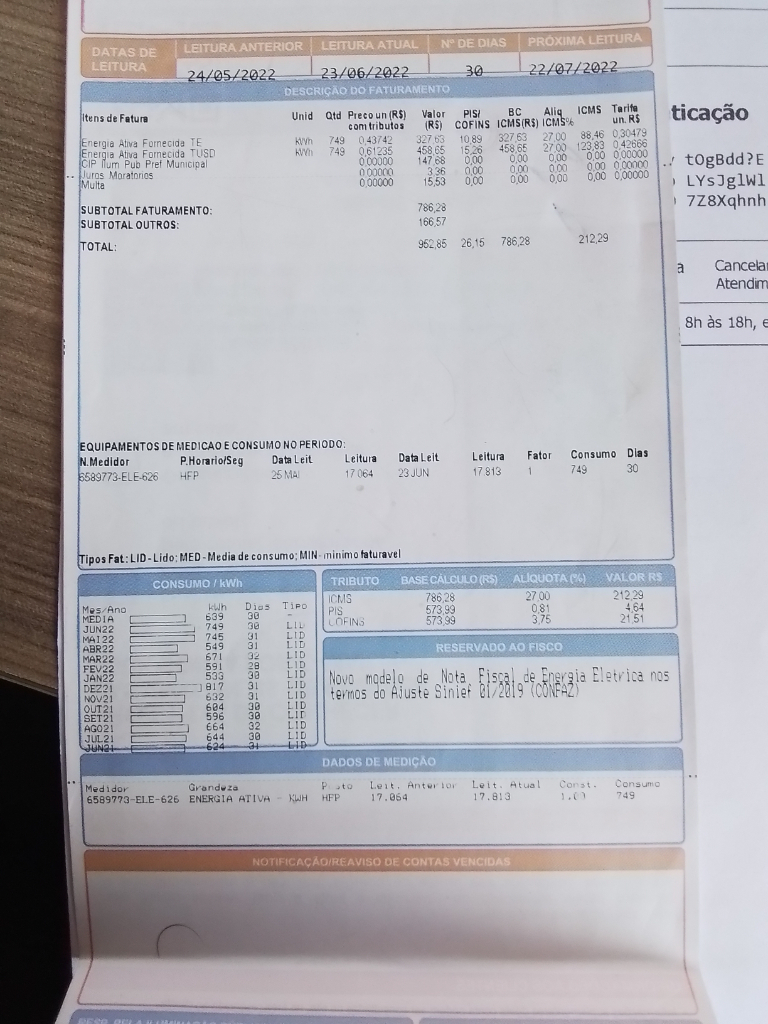 DATAS DE LEITURA LEITURA ANTERIOR LEITURA ATUAL Nº DE DIAS PRÓXIMA LEITURA
24/05/2022 23/06/2022 30 22/07/2022
DESCRIÇÃO DO FATURAMENTO
Itens de Fatura Unid Qtd Preco un (R$) com tributos Valor (R$) PIS/ COFINS BC ICMS(R$) Aliq ICMS% ICMS Tarifa un. R$
Energia Ativa Fornecida TE kWh 749 0,43742 327,63 10,89 327,63 27,00 88,46 0,30479
Energia Ativa Fornecida TUSD kWh 749 0,61235 458,65 15,26 458,65 27,00 123,83 0,42666
CIP Ilum Pub Pref Municipal 0,00000 147,68 0,00 0,00 0,00 0,00 0,00000
Juros Moratorios 0,00000 3,36 0,00 0,00 0,00 0,00 0,00000
Multa 0,00000 15,53 0,00 0,00 0,00 0,00 0,00000
SUBTOTAL FATURAMENTO: 786,28
SUBTOTAL OUTROS: 166,57
TOTAL: 952,85 26,15 786,28 212,29
EQUIPAMENTOS DE MEDICAO E CONSUMO NO PERIODO:
N.Medidor P.Horario/Seg Data Leit Leitura Data Leit Leitura Fator Consumo Dias
6589773-ELE-626 HFP 25 MAI 17.064 23 JUN 17.813 1 749 30
Tipos Fat: LID - Lido; MED - Media de consumo; MIN - minimo faturavel
CONSUMO / kWh
Mes/Ano kWh Dias Tipo
MEDIA 639 30 -
JUN22 749 30 LID
MAI22 745 31 LID
ABR22 549 31 LID
MAR22 671 32 LID
FEV22 591 28 LID
JAN22 533 30 LID
DEZ21 817 31 LID
NOV21 632 31 LID
OUT21 604 30 LID
SET21 596 30 LID
AGO21 664 32 LID
JUL21 644 30 LID
JUN21 624 31 LID
TRIBUTO BASE CÁLCULO (R$) ALÍQUOTA (%) VALOR R$
ICMS 786,28 27,00 212,29
PIS 573,99 0,81 4,64
COFINS 573,99 3,75 21,51
RESERVADO AO FISCO
Novo modelo de Nota Fiscal de Energia Eletrica nos
termos do Ajuste Sinief 01/2019 (CONFAZ)
DADOS DE MEDIÇÃO
Medidor Grandeza Leit. Anterior Leit. Atual Const. Consumo
6589773-ELE-626 ENERGIA ATIVA - KWH HFP 17.064 17.813 749
NOTIFICAÇÃO/REAVISO DE CONTAS VENCIDAS
ticação
tOgBdd?E
LYsJglWl
7Z8Xqhnh
a Cancela
Atendim
8h às 18h, e